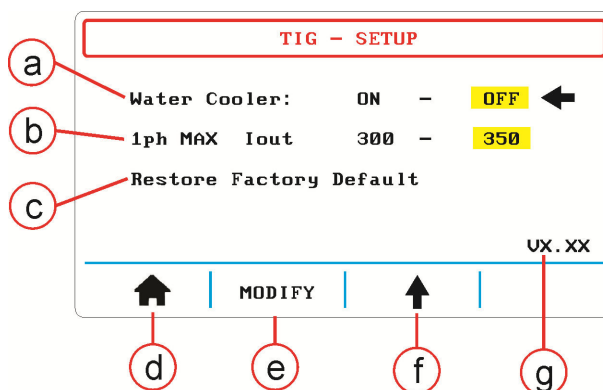 TIG - SETUP
a
Water Cooler: ON - OFF
b
1ph MAX Iout 300 - 350
c
Restore Factory Default
VX.XX
MODIFY
d e f g